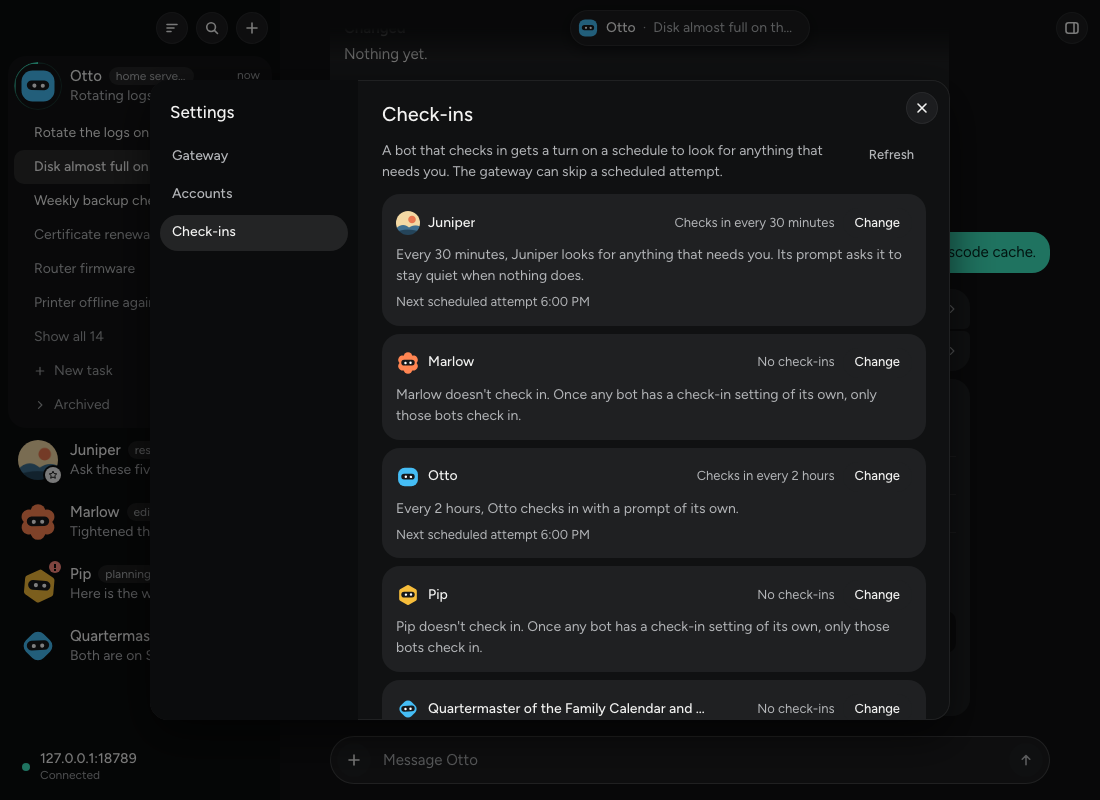 Nothing yet.
Otto · Disk almost full on th...
Otto home serve... now
Rotating logs
Rotate the logs on
Disk almost full on
Weekly backup che
Certificate renewa
Router firmware
Printer offline agai
Show all 14
New task
Archived
Juniper res
Ask these fiv
Marlow edi
Tightened th
Pip planning
Here is the w
Quartermas
Both are on S
127.0.0.1:18789
Connected
Settings
Gateway
Accounts
Check-ins
Check-ins
A bot that checks in gets a turn on a schedule to look for anything that
needs you. The gateway can skip a scheduled attempt.
Refresh
Juniper Checks in every 30 minutes Change
Every 30 minutes, Juniper looks for anything that needs you. Its prompt asks it to
stay quiet when nothing does.
Next scheduled attempt 6:00 PM
Marlow No check-ins Change
Marlow doesn't check in. Once any bot has a check-in setting of its own, only
those bots check in.
Otto Checks in every 2 hours Change
Every 2 hours, Otto checks in with a prompt of its own.
Next scheduled attempt 6:00 PM
Pip No check-ins Change
Pip doesn't check in. Once any bot has a check-in setting of its own, only those
bots check in.
Quartermaster of the Family Calendar and ... No check-ins Change
scode cache.
Message Otto